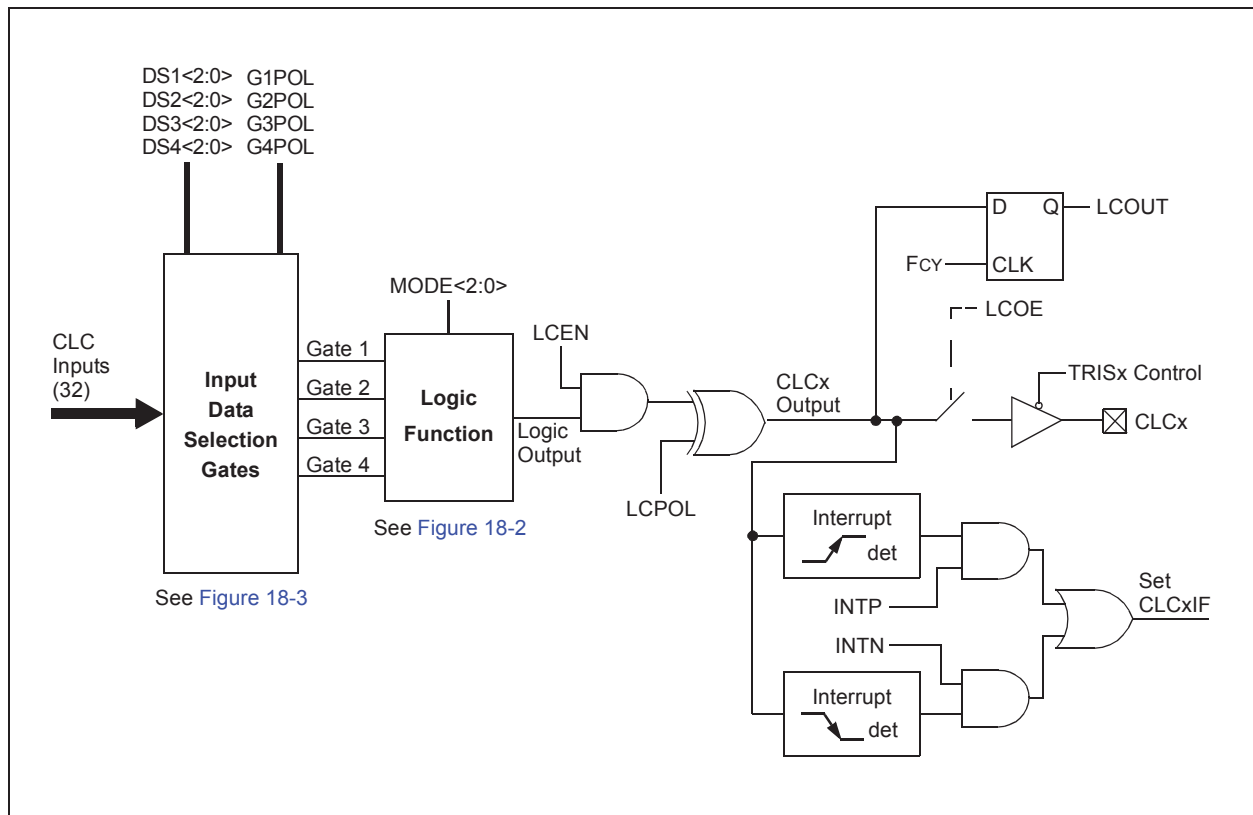 DS1<2:0> G1POL
DS2<2:0> G2POL
DS3<2:0> G3POL
DS4<2:0> G4POL
CLC
Inputs
(32)
Input
Data
Selection
Gates
See Figure 18-3
Gate 1
Gate 2
Gate 3
Gate 4
MODE<2:0>
Logic
Function
See Figure 18-2
Logic
Output
LCEN
LCPOL
CLCx
Output
D Q
LCOUT
FCY
CLK
LCOE
TRISx Control
CLCx
Interrupt
det
INTP
INTN
Interrupt
det
Set
CLCxIF